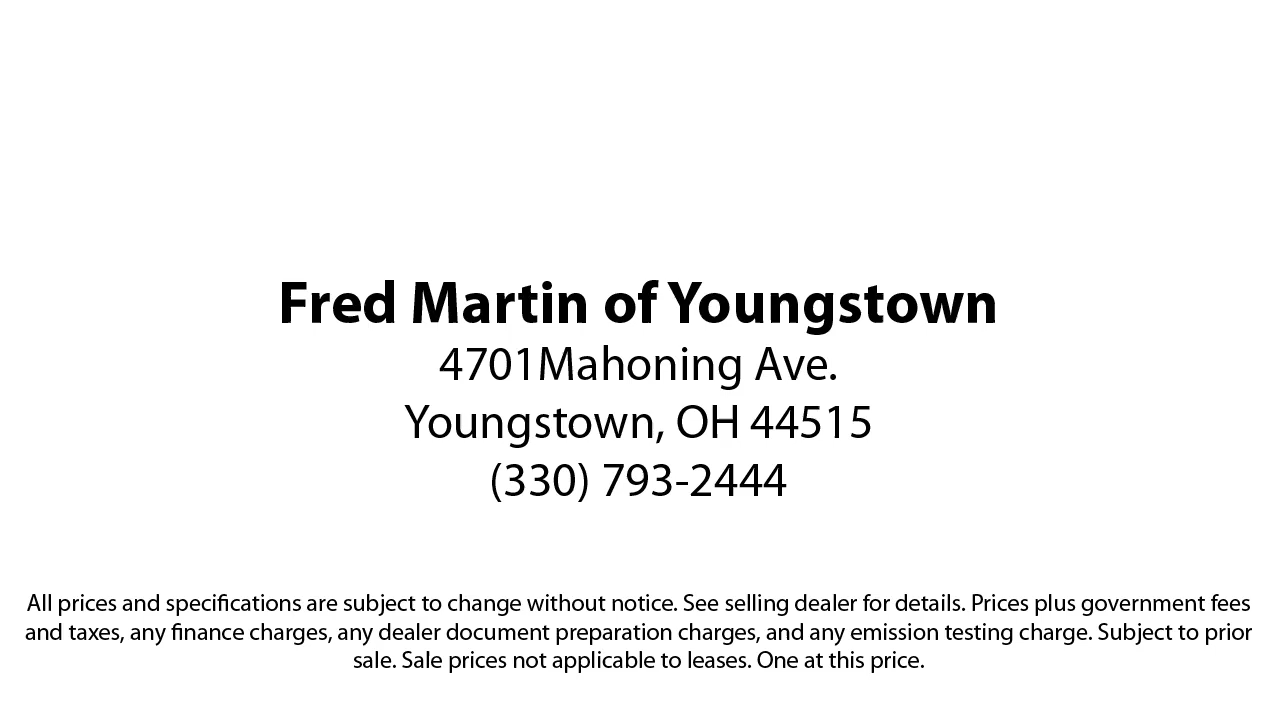 Fred Martin of Youngstown
4701Mahoning Ave.
Youngstown, OH 44515
(330) 793-2444
All prices and specifications are subject to change without notice. See selling dealer for details. Prices plus government fees
and taxes, any finance charges, any dealer document preparation charges, and any emission testing charge. Subject to prior
sale. Sale prices not applicable to leases. One at this price.